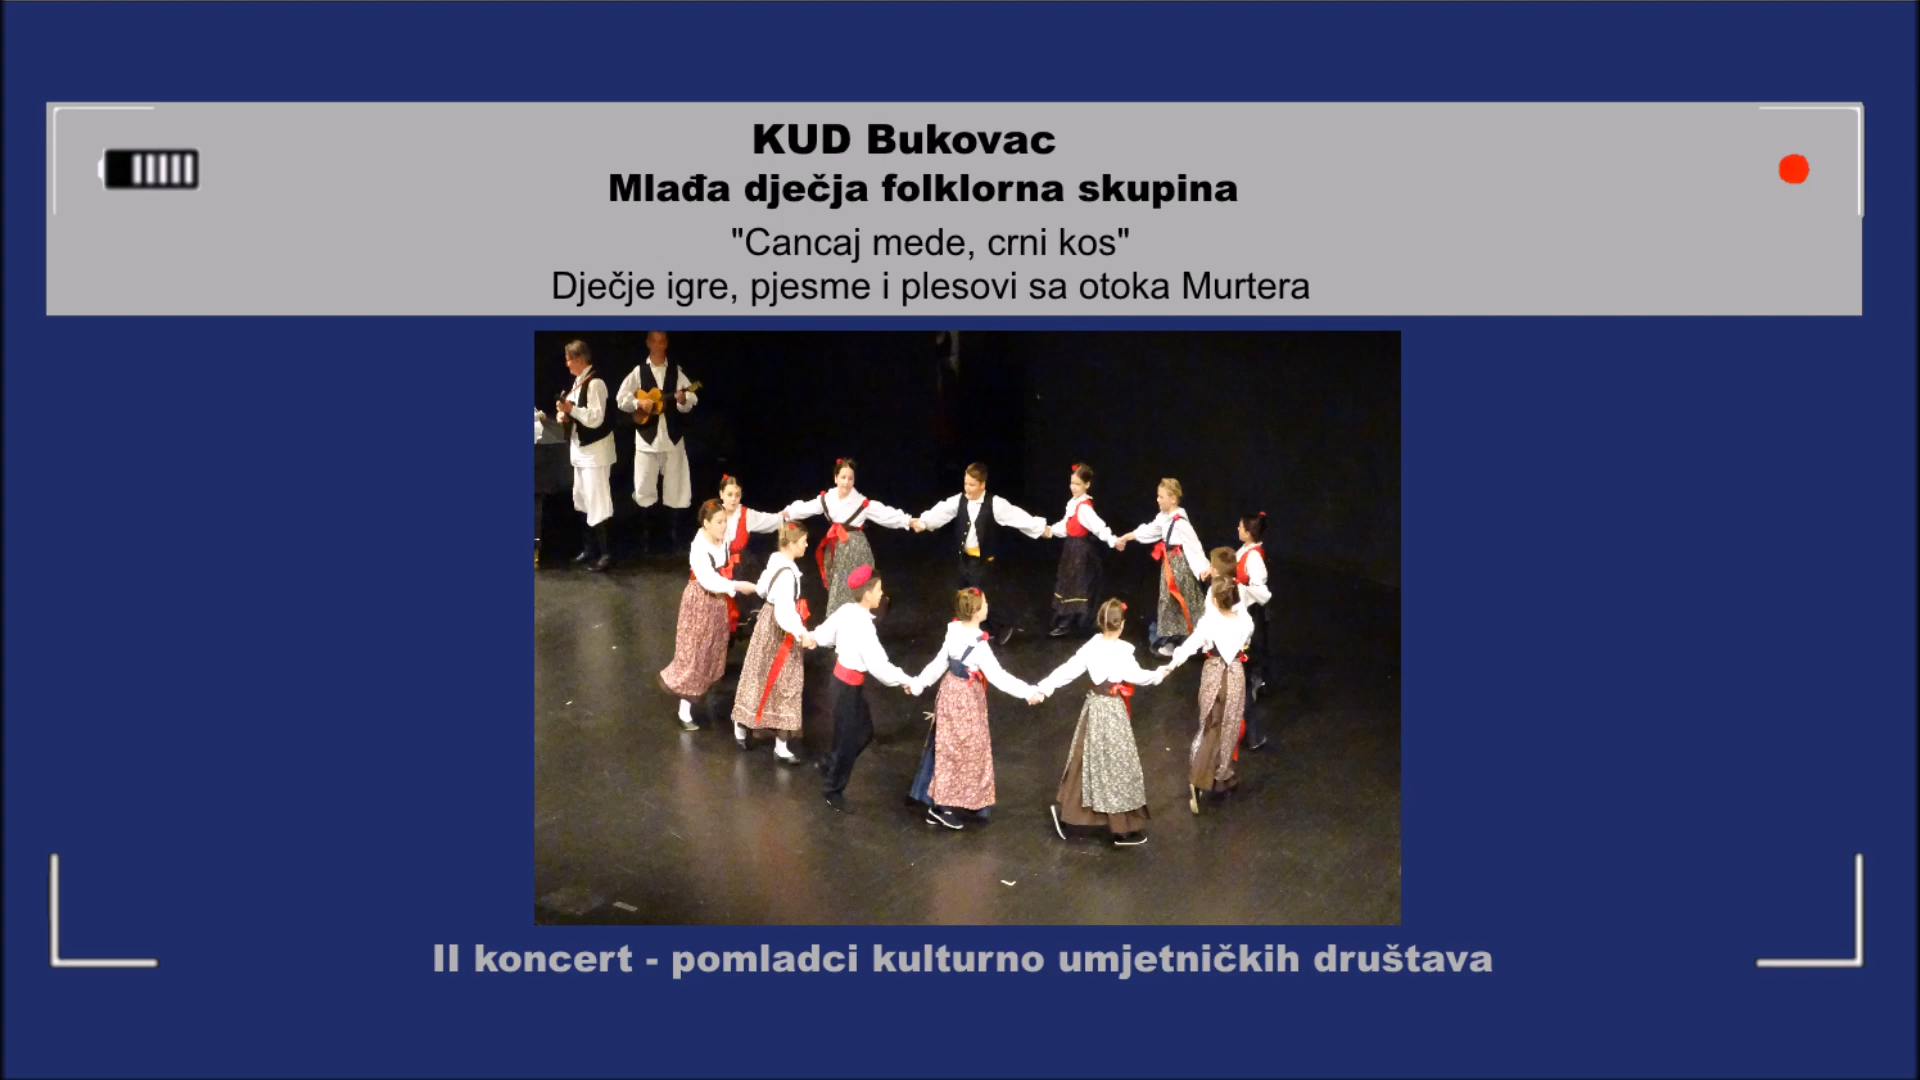 KUD Bukovac
Mlađa dječja folklorna skupina
"Cancaj mede, crni kos"
Dječje igre, pjesme i plesovi sa otoka Murtera
II koncert - pomladci kulturno umjetničkih društava